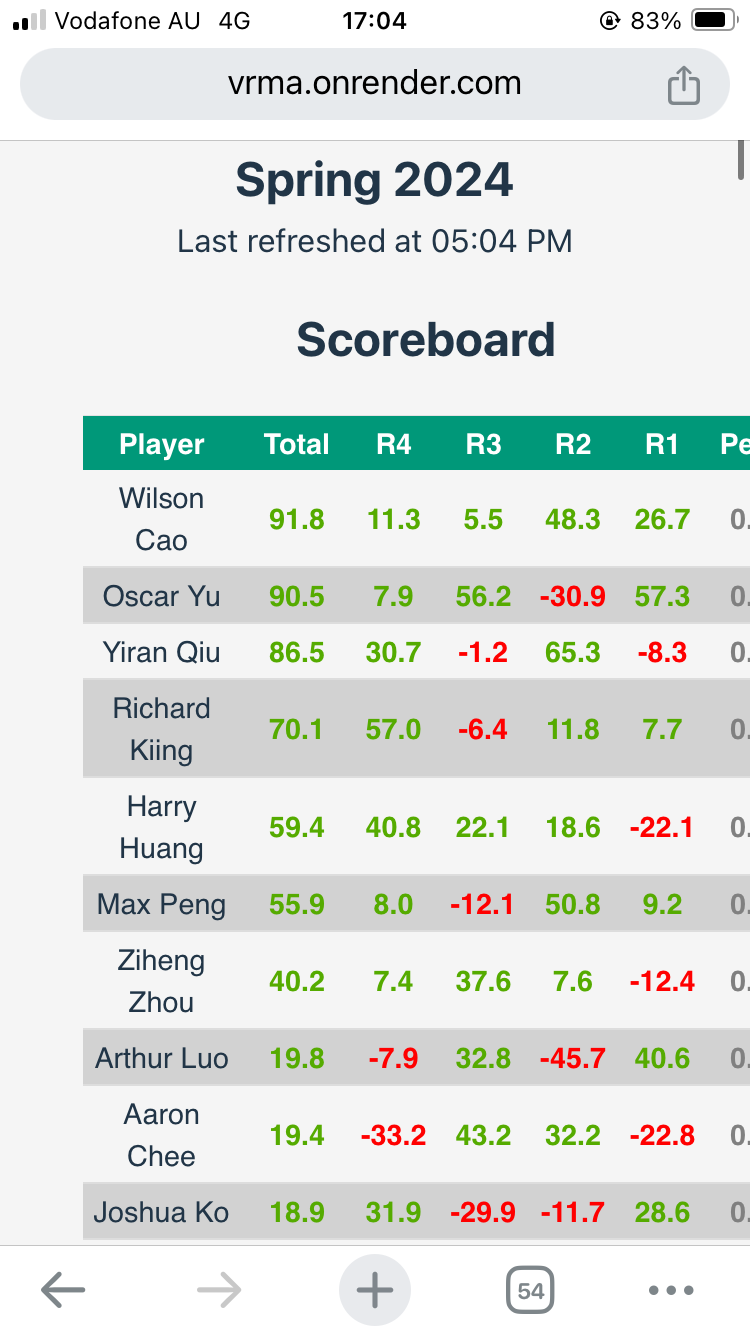 Vodafone AU 4G 17:04 83%
vrma.onrender.com
Spring 2024
Last refreshed at 05:04 PM
Scoreboard
Player Total R4 R3 R2 R1 Pe
Wilson
Cao 91.8 11.3 5.5 48.3 26.7 0.
Oscar Yu 90.5 7.9 56.2 -30.9 57.3 0.
Yiran Qiu 86.5 30.7 -1.2 65.3 -8.3 0.
Richard
Kiing 70.1 57.0 -6.4 11.8 7.7 0.
Harry
Huang 59.4 40.8 22.1 18.6 -22.1 0.
Max Peng 55.9 8.0 -12.1 50.8 9.2 0.
Ziheng
Zhou 40.2 7.4 37.6 7.6 -12.4 0.
Arthur Luo 19.8 -7.9 32.8 -45.7 40.6 0.
Aaron
Chee 19.4 -33.2 43.2 32.2 -22.8 0.
Joshua Ko 18.9 31.9 -29.9 -11.7 28.6 0.
54